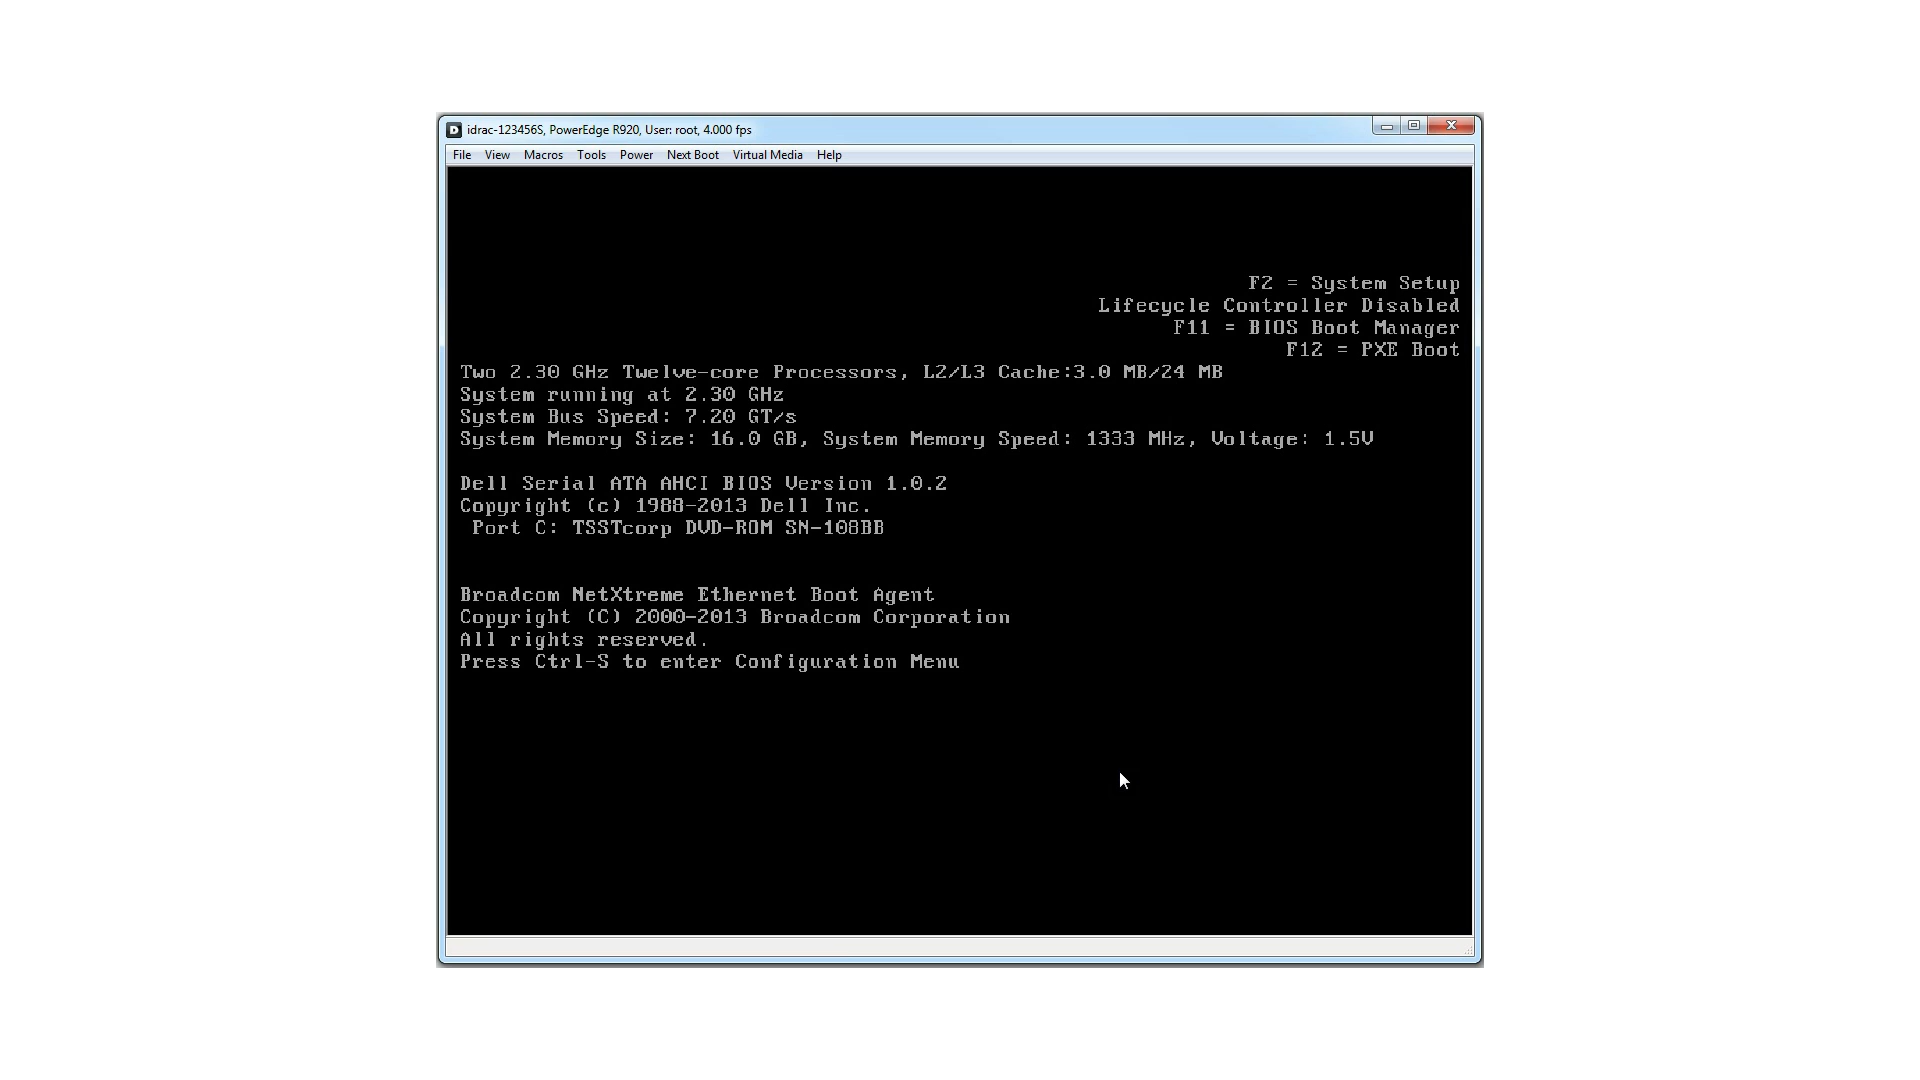 idrac-123456S, PowerEdge R920, User: root, 4.000 fps
File View Macros Tools Power Next Boot Virtual Media Help
F2 = System Setup
Lifecycle Controller Disabled
F11 = BIOS Boot Manager
F12 = PXE Boot
Two 2.30 GHz Twelve-core Processors, L2/L3 Cache:3.0 MB/24 MB
System running at 2.30 GHz
System Bus Speed: 7.20 GT/s
System Memory Size: 16.0 GB, System Memory Speed: 1333 MHz, Voltage: 1.5V
Dell Serial ATA AHCI BIOS Version 1.0.2
Copyright (c) 1988-2013 Dell Inc.
Port C: TSSTcorp DVD-ROM SN-108BB
Broadcom NetXtreme Ethernet Boot Agent
Copyright (C) 2000-2013 Broadcom Corporation
All rights reserved.
Press Ctrl-S to enter Configuration Menu